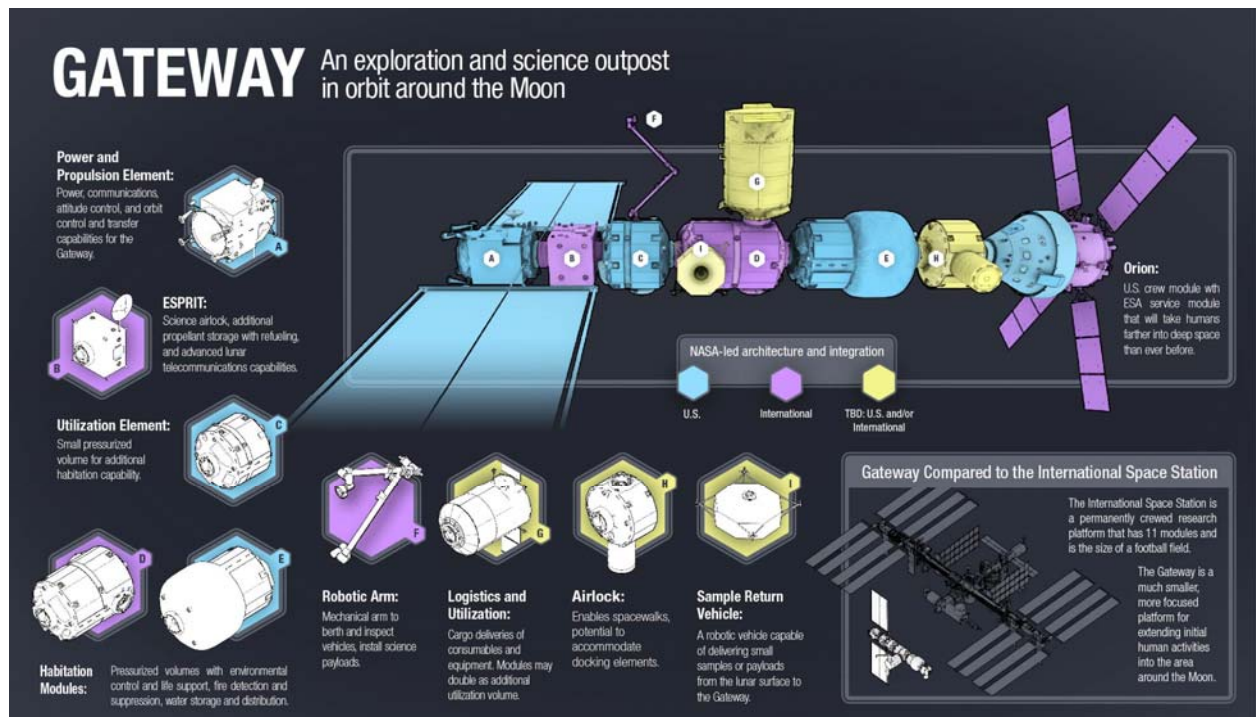 GATEWAY
An exploration and science outpost
in orbit around the Moon
Power and
Propulsion Element:
Power, communications,
attitude control, and orbit
control and transfer
capabilities for the
Gateway.
A
ESPRIT:
Science airlock, additional
propellant storage with refueling,
and advanced lunar
telecommunications capabilities.
B
Utilization Element:
Small pressurized
volume for additional
habitation capability.
C
D
E
Habitation
Modules:
Pressurized volumes with environmental
control and life support, fire detection and
suppression, water storage and distribution.
F
G
A
B
C
I
D
E
H
Orion:
U.S. crew module wth
ESA service module
that will take humans
farther into deep space
than ever before.
NASA-led architecture and integration
U.S.
International
TBD: U.S. and/or
International
F
Robotic Arm:
Mechanical arm to
berth and inspect
vehicles, install science
payloads.
G
Logistics and
Utilization:
Cargo deliveries of
consumables and
equipment. Modules may
double as additional
utilization volume.
H
Airlock:
Enables spacewalks,
potential to
accommodate
docking elements.
I
Sample Return
Vehicle:
A robotic vehicle capable
of delivering small
samples or payloads
from the lunar surface to
the Gateway.
Gateway Compared to the International Space Station
The International Space Station is
a permanently crewed research
platform that has 11 modules and
is the size of a football field.
The Gateway is a
much smaller,
more focused
platform for
extending initial
human activities
into the area
around the Moon.